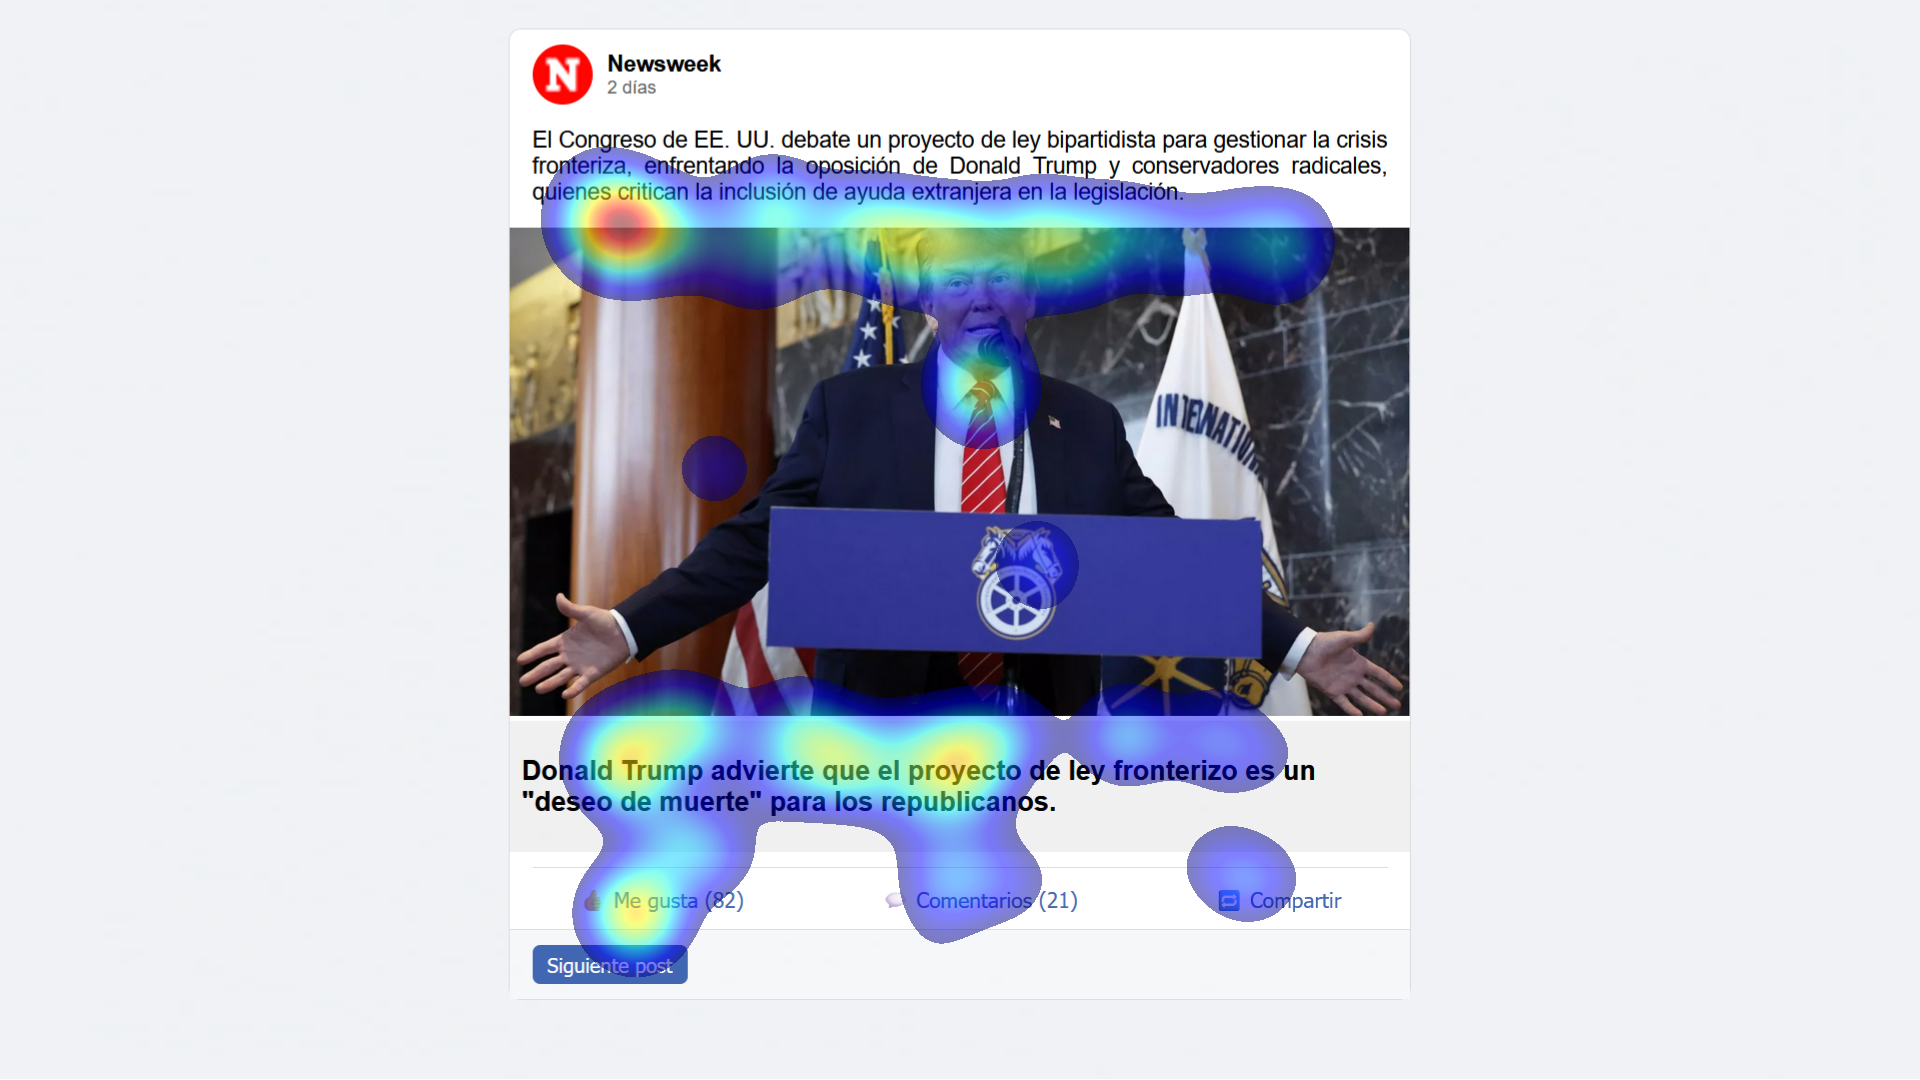 N
Newsweek
2 días
El Congreso de EE. UU. debate un proyecto de ley bipartidista para gestionar la crisis
fronteriza, enfrentando la oposición de Donald Trump y conservadores radicales,
quienes critican la inclusión de ayuda extranjera en la legislación.
INTERNATION
Donald Trump advierte que el proyecto de ley fronterizo es un
"deseo de muerte" para los republicanos.
Me gusta (82)
Comentarios (21)
Compartir
Siguiente post